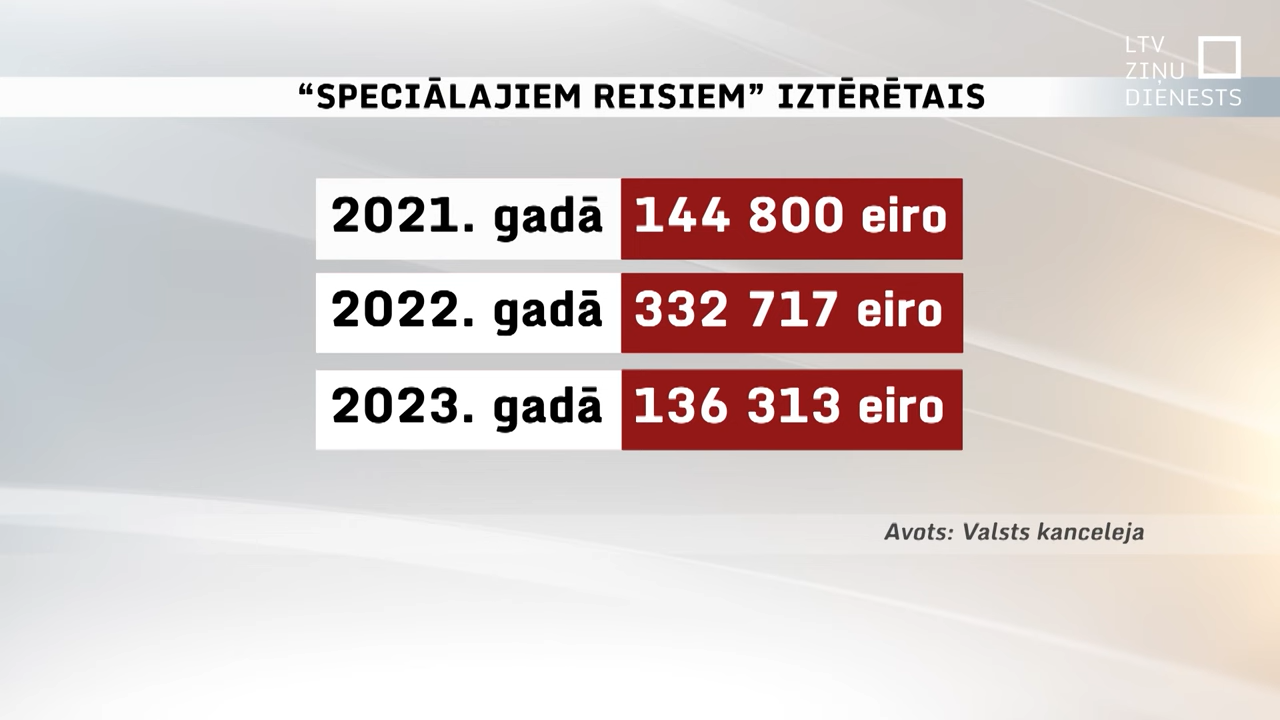 LTV
ZIŅU
DIENESTS
“SPECIĀLAJIEM REISIEM” IZTĒRĒTAIS
2021. gadā 144 800 eiro
2022. gadā 332 717 eiro
2023. gadā 136 313 eiro
Avots: Valsts kanceleja